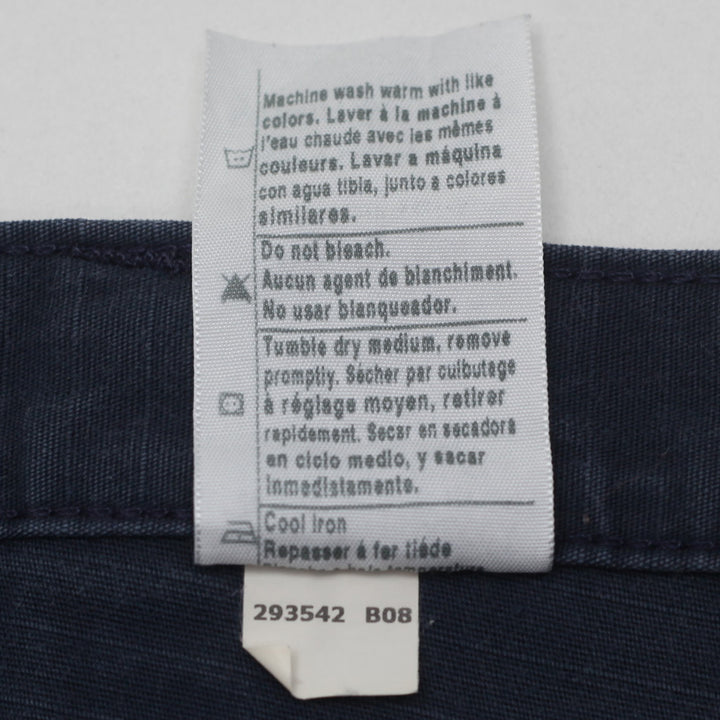 Machine wash warm with like
colors. Laver à la machine à
l'eau chaude avec les mêmes
couleurs. Lavar a máquina
con agua tibia, junto a colores
similares.
Do not bleach.
Aucun agent de blanchiment.
No usar blanqueador.
Tumble dry medium, remove
promptly. Sécher par culbutage
à réglage moyen, retirer
rapidement. Secar en secadora
en ciclo medio, y sacar
inmediatamente.
Cool Iron
Repasser á fer tiéde
293542 B08